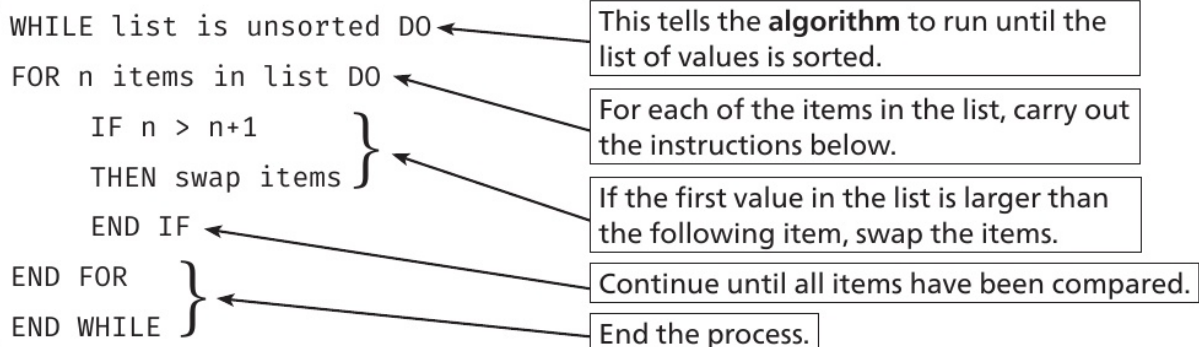 WHILE list is unsorted DO
This tells the algorithm to run until the
list of values is sorted.
FOR n items in list DO
For each of the items in the list, carry out
the instructions below.
IF n > n+1
THEN swap items
If the first value in the list is larger than
the following item, swap the items.
END IF
Continue until all items have been compared.
END FOR
END WHILE
End the process.